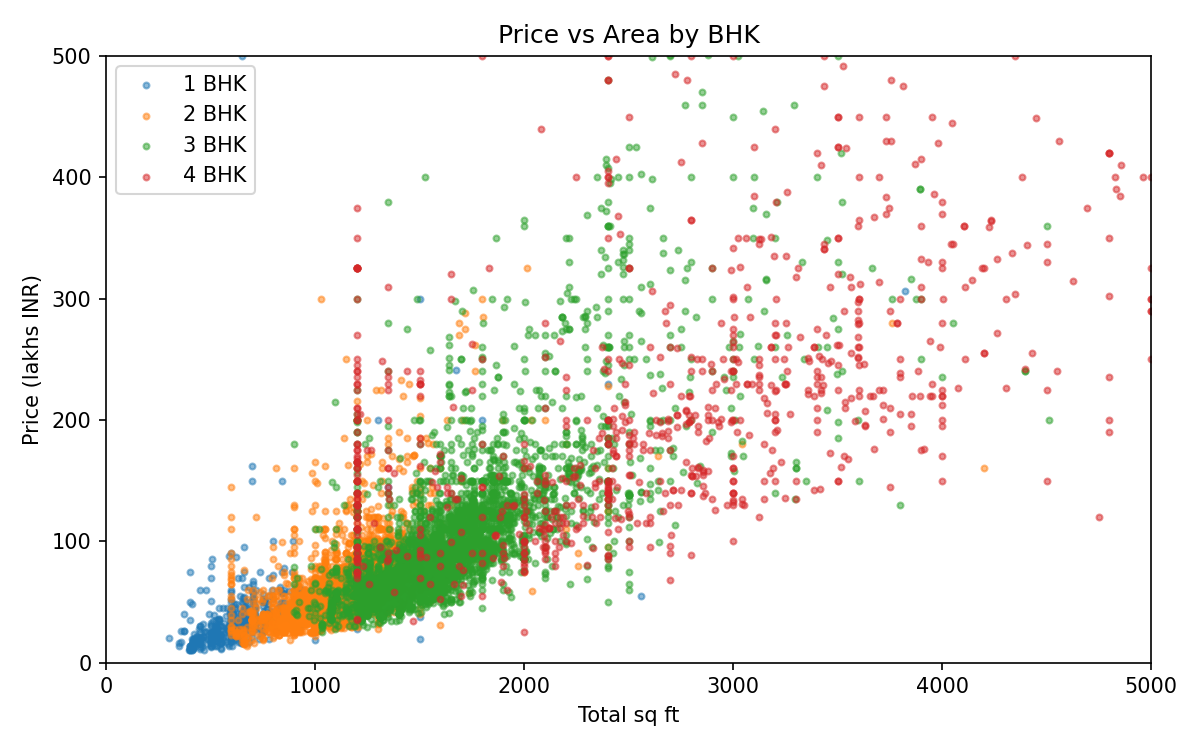 Price vs Area by BHK
500
400
300
200
100
0
Price (lakhs INR)
1 BHK
2 BHK
3 BHK
4 BHK
0 1000 2000 3000 4000 5000
Total sq ft